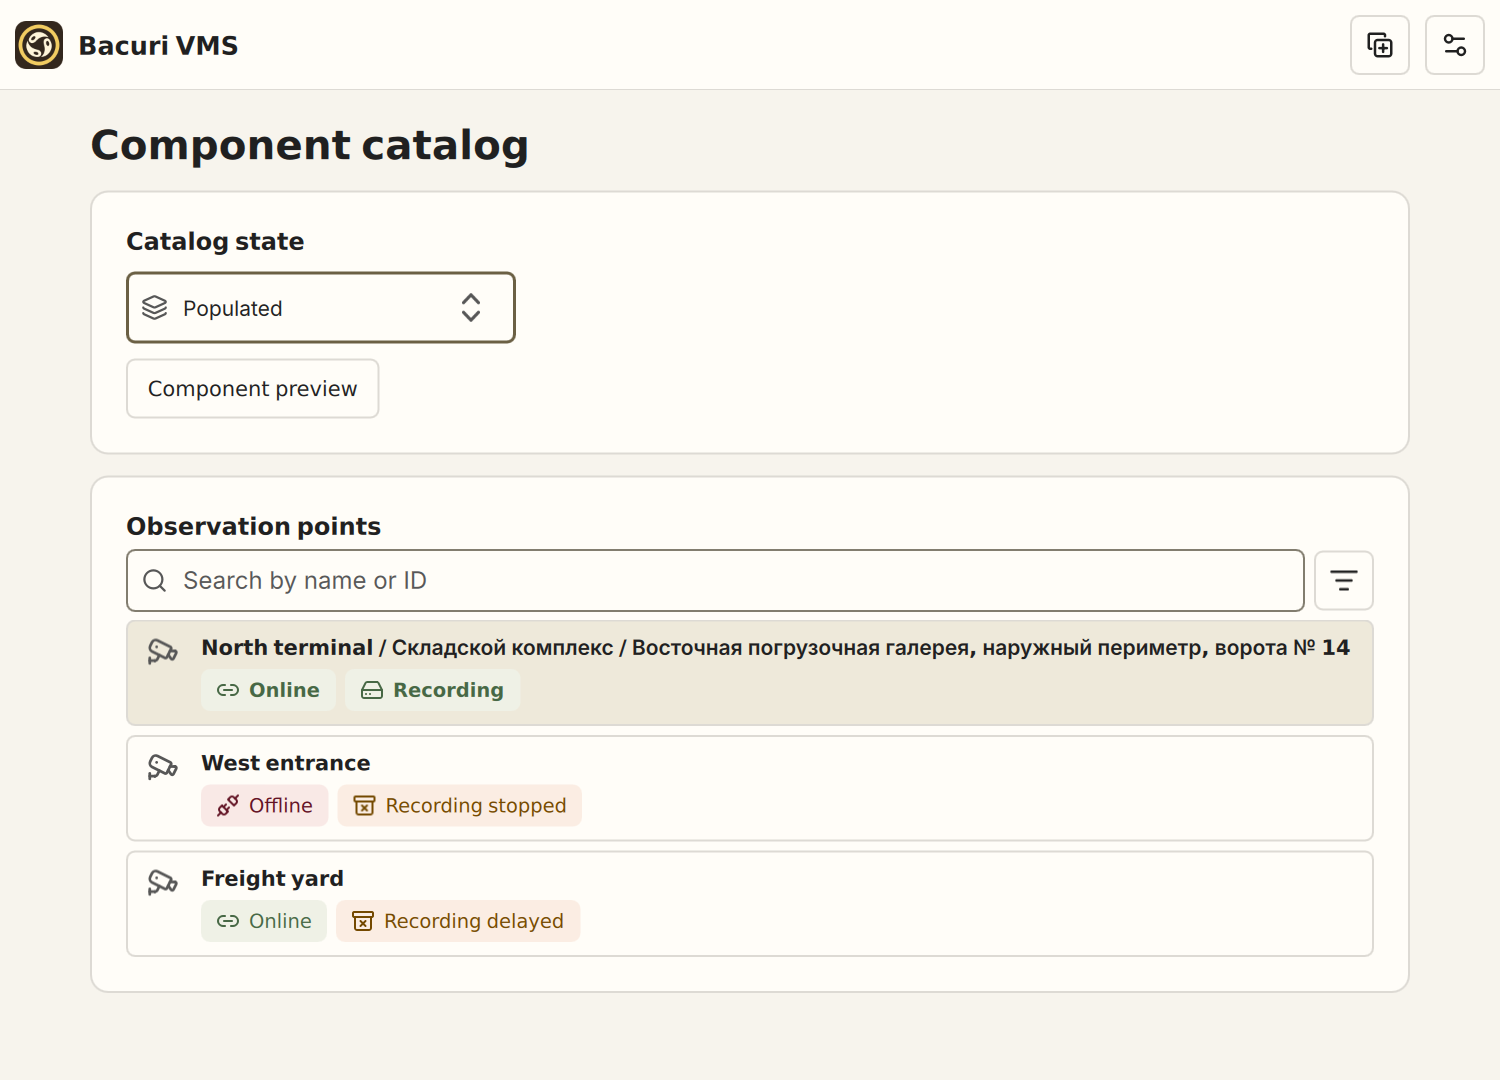 Bacuri VMS
Component catalog
Catalog state
Populated
Component preview
Observation points
Search by name or ID
North terminal / Складской комплекс / Восточная погрузочная галерея, наружный периметр, ворота № 14
Online Recording
West entrance
Offline Recording stopped
Freight yard
Online Recording delayed